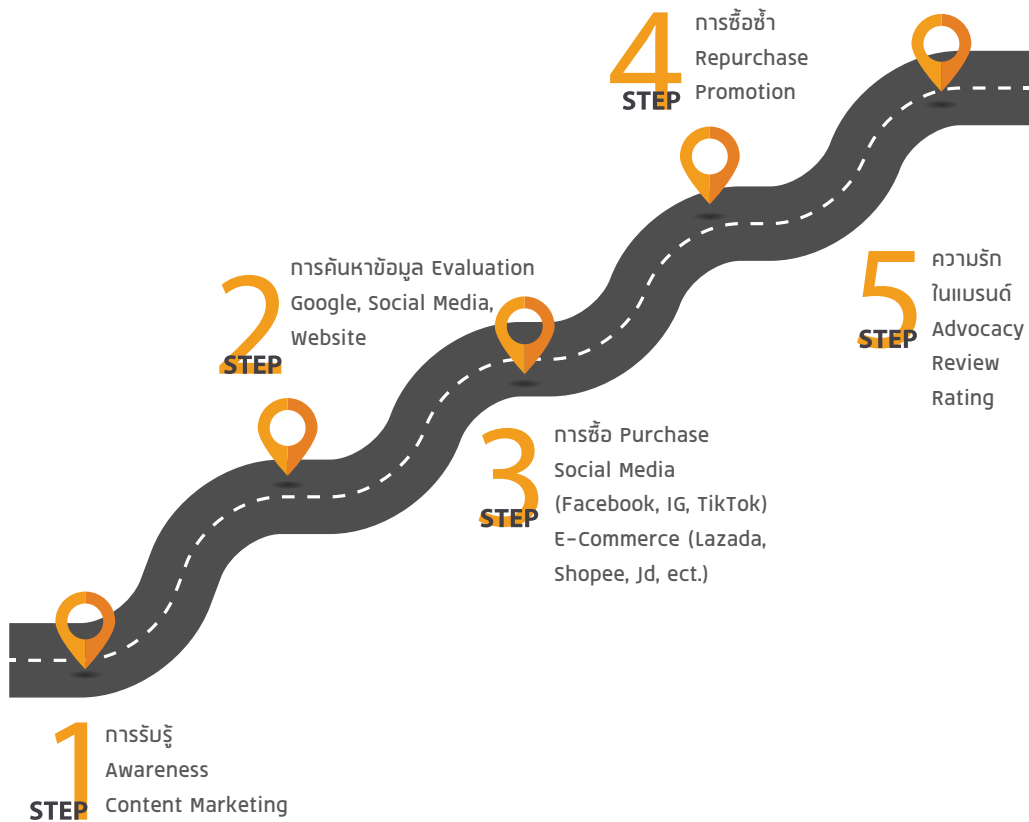 1
STEP
การรับรู้
Awareness
Content Marketing
2
STEP
การค้นหาข้อมูล Evaluation
Google, Social Media,
Website
3
STEP
การซื้อ Purchase
Social Media
(Facebook, IG, TikTok)
E-Commerce (Lazada,
Shopee, Jd, ect.)
4
STEP
การซื้อซ้ำ
Repurchase
Promotion
5
STEP
ความรัก
ในแบรนด์
Advocacy
Review
Rating